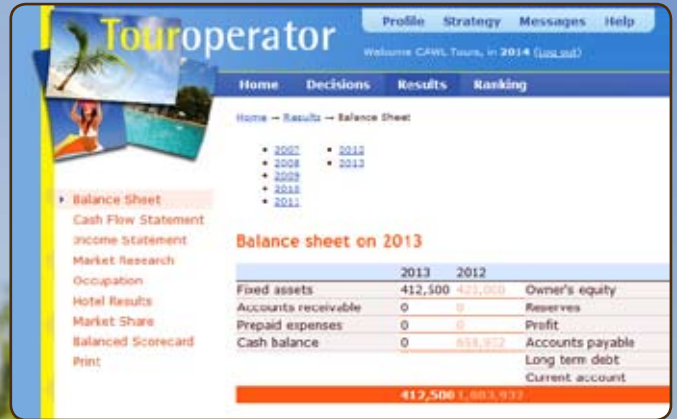 Touroperator
Profile Strategy Messages Help
Welcome CAWL Tours, in 2014 (Log out)
Home Decisions Results Ranking
Home → Results → Balance Sheet
2007
2008
2009
2010
2011
2012
2013
Balance Sheet
Cash Flow Statement
Income Statement
Market Research
Occupation
Hotel Results
Market Share
Balanced Scorecard
Print
Balance sheet on 2013
2013 2012
Fixed assets 412,500 Owner's equity
Accounts receivable 0 0 Reserves
Prepaid expenses 0 0 Profit
Cash balance 0 Accounts payable
Long term debt
Current account
412,500